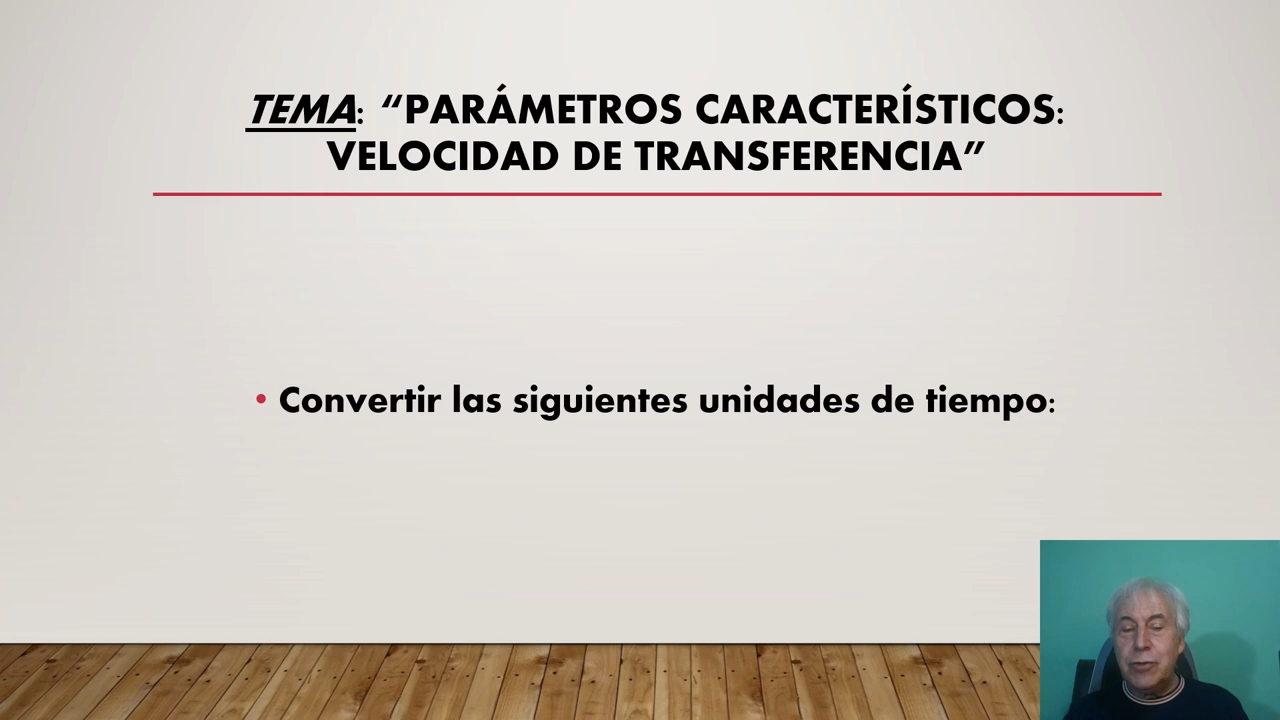 TEMA: “PARÁMETROS CARACTERÍSTICOS:
VELOCIDAD DE TRANSFERENCIA”
• Convertir las siguientes unidades de tiempo: